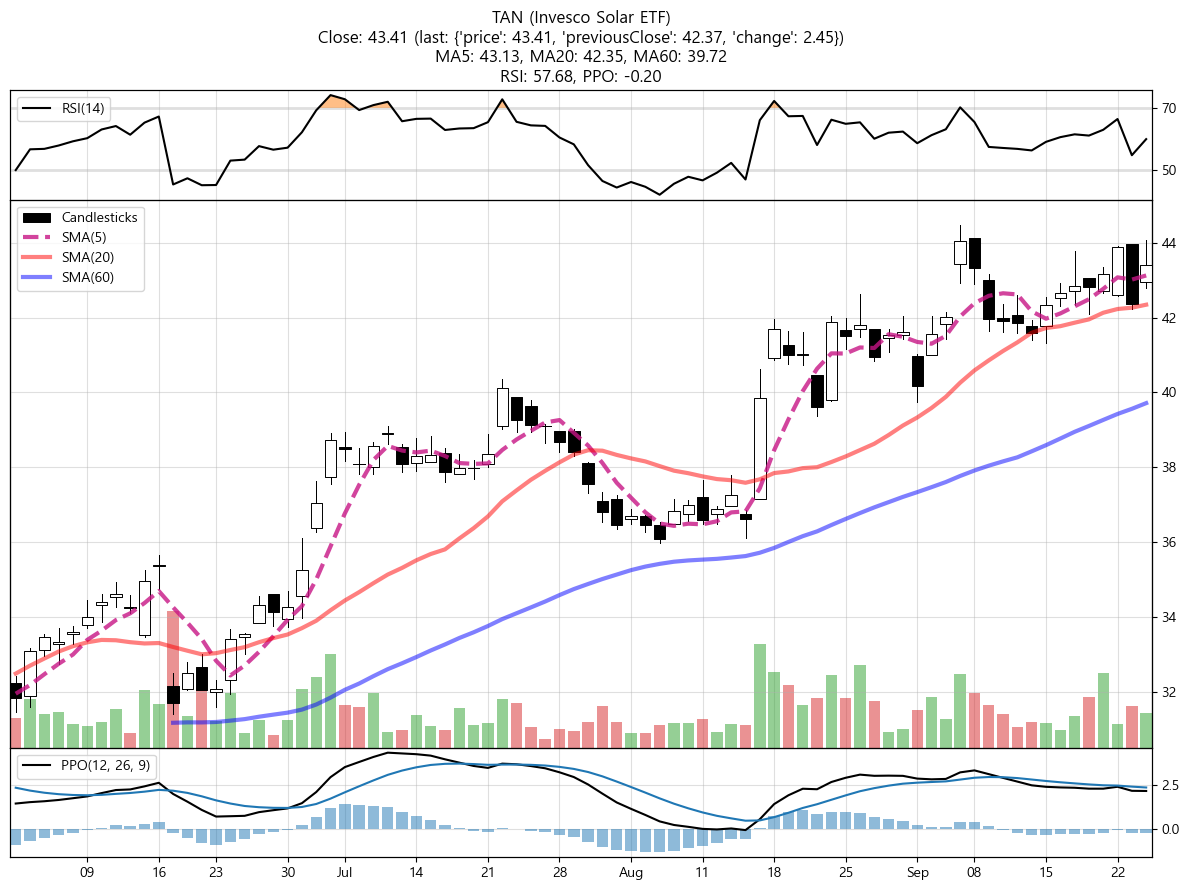 TAN (Invesco Solar ETF)
Close: 43.41 (last: {'price': 43.41, 'previousClose': 42.37, 'change': 2.45})
MA5: 43.13, MA20: 42.35, MA60: 39.72
RSI: 57.68, PPO: -0.20
RSI(14)
70
50
Candlesticks
SMA(5)
SMA(20)
SMA(60)
44
42
40
38
36
34
32
PPO(12, 26, 9)
2.5
0.0
09 16 23 30 Jul 14 21 28 Aug 11 18 25 Sep 08 15 22